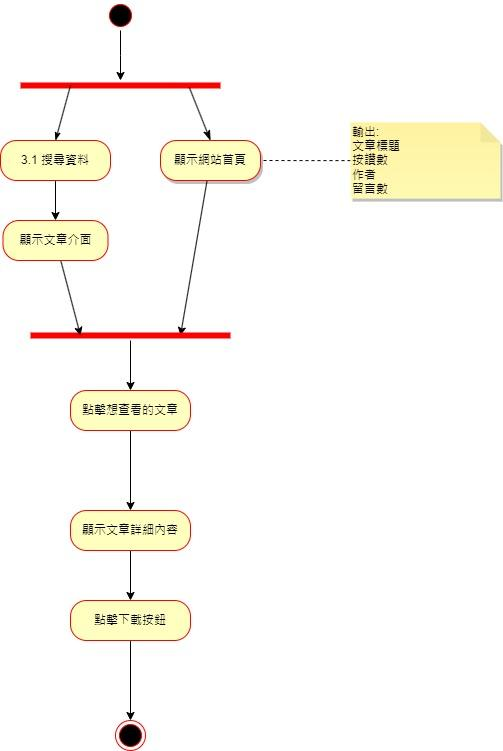 3.1 搜尋資料
顯示網站首頁
輸出:
文章標題
按讚數
作者
留言數
顯示文章介面
點擊想查看的文章
顯示文章詳細內容
點擊下載按鈕